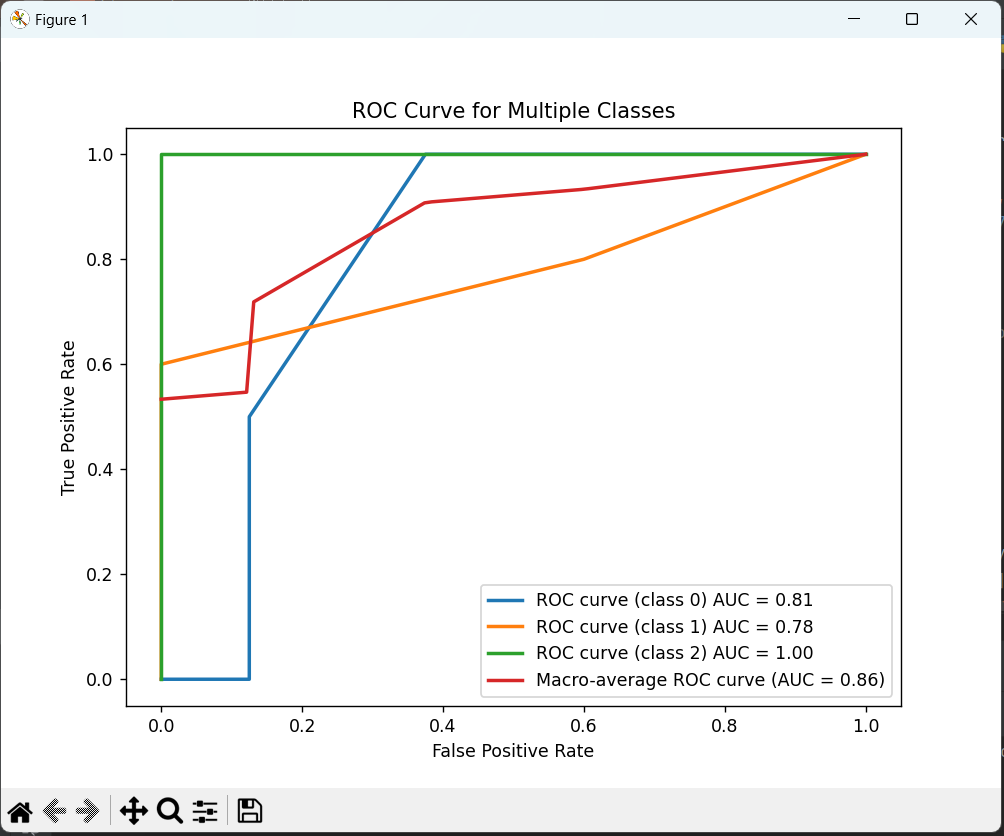 Figure 1
ROC Curve for Multiple Classes
1.0
0.8
0.6
0.4
0.2
0.0
True Positive Rate
ROC curve (class 0) AUC = 0.81
ROC curve (class 1) AUC = 0.78
ROC curve (class 2) AUC = 1.00
Macro-average ROC curve (AUC = 0.86)
0.0 0.2 0.4 0.6 0.8 1.0
False Positive Rate